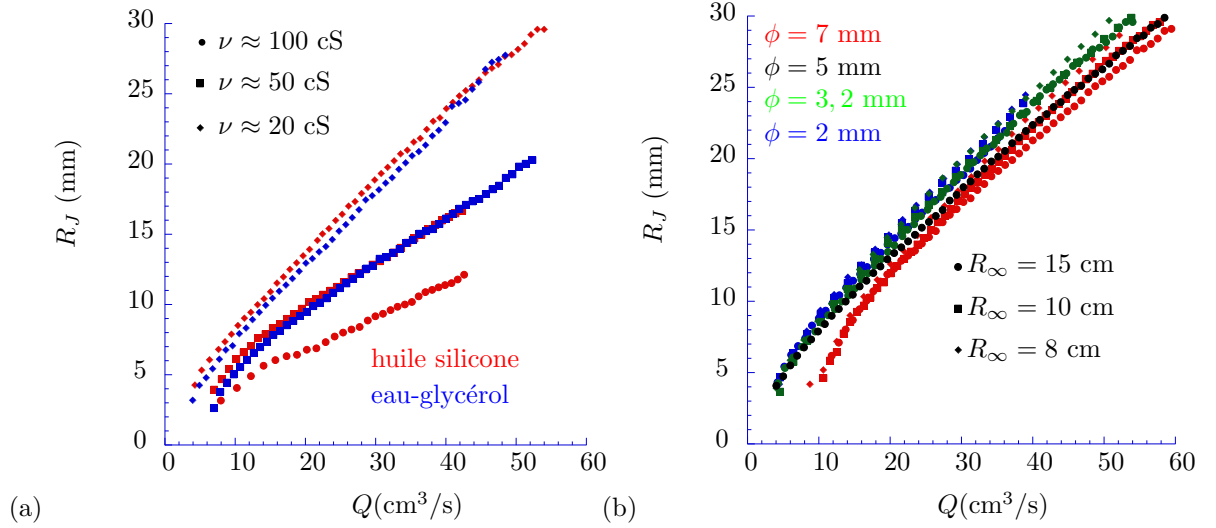 30
25
20
15
10
5
0
R_J (mm)
ν ≈ 100 cS
ν ≈ 50 cS
ν ≈ 20 cS
huile silicone
eau-glycérol
0 10 20 30 40 50 60
Q(cm³/s)
(a)
30
25
20
15
10
5
0
R_J (mm)
ϕ = 7 mm
ϕ = 5 mm
ϕ = 3, 2 mm
ϕ = 2 mm
R_∞ = 15 cm
R_∞ = 10 cm
R_∞ = 8 cm
0 10 20 30 40 50 60
Q(cm³/s)
(b)